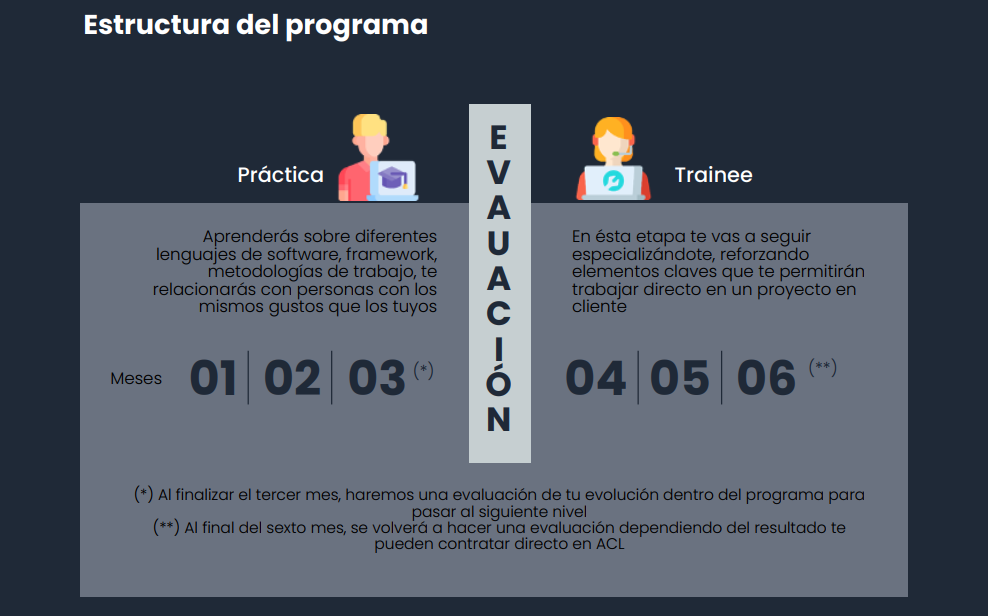 Estructura del programa
Práctica
Trainee
EVAUACIÓN
Aprenderás sobre diferentes
lenguajes de software, framework,
metodologías de trabajo, te
relacionarás con personas con los
mismos gustos que los tuyos
En ésta etapa te vas a seguir
especializándote, reforzando
elementos claves que te permitirán
trabajar directo en un proyecto en
cliente
Meses 01 02 03 (*)
04 05 06 (**)
(*) Al finalizar el tercer mes, haremos una evaluación de tu evolución dentro del programa para
pasar al siguiente nivel
(**) Al final del sexto mes, se volverá a hacer una evaluación dependiendo del resultado te
pueden contratar directo en ACL